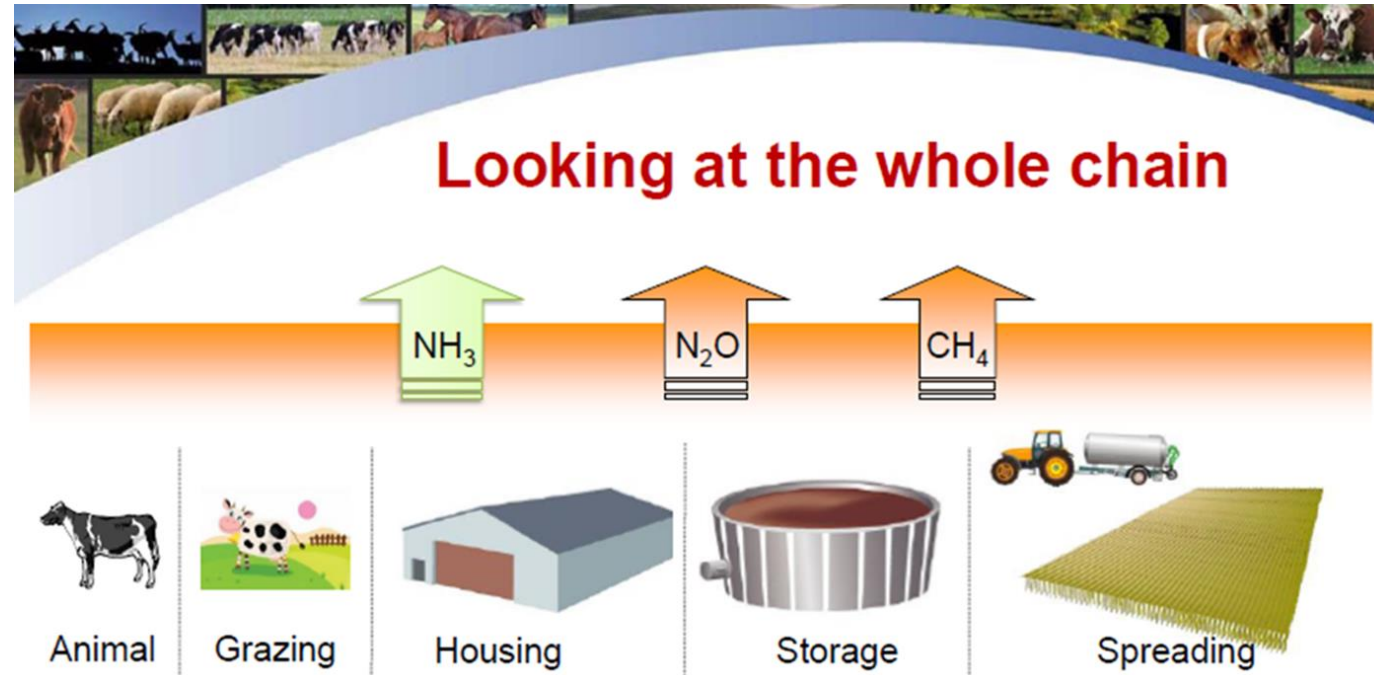 Looking at the whole chain
NH₃
N₂O
CH₄
Animal
Grazing
Housing
Storage
Spreading